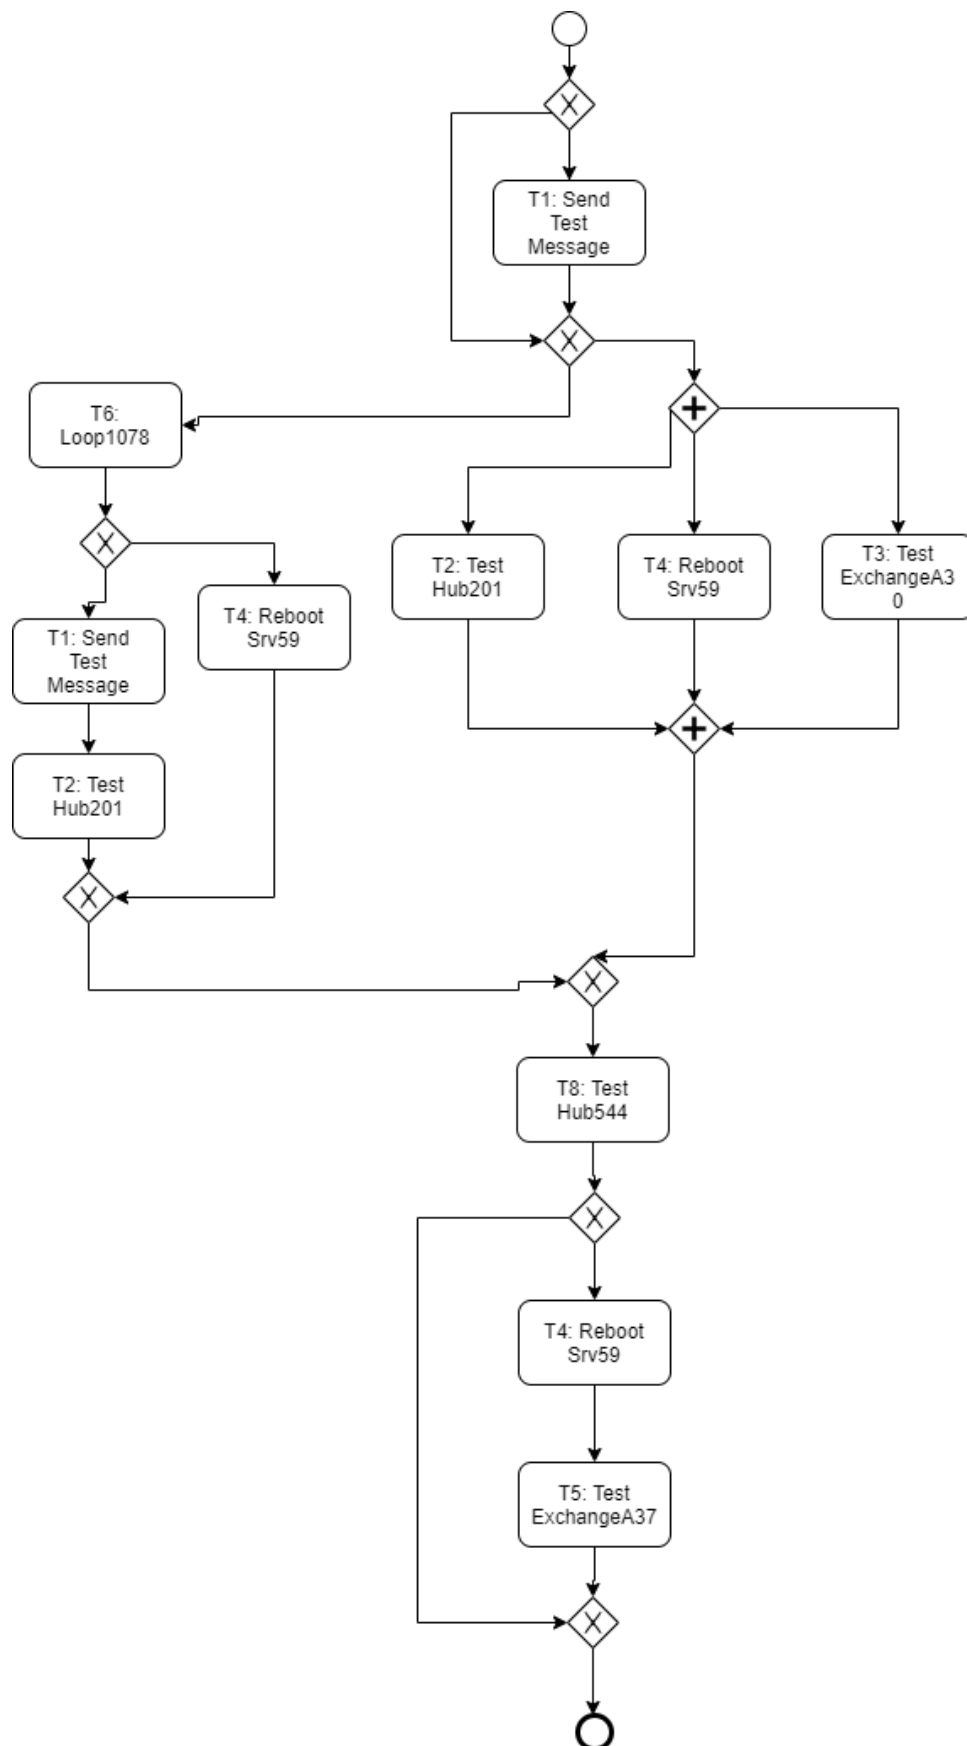 T1: Send
Test
Message
T6:
Loop1078
T2: Test
Hub201
T4: Reboot
Srv59
T3: Test
ExchangeA3
0
T4: Reboot
Srv59
T1: Send
Test
Message
T2: Test
Hub201
T8: Test
Hub544
T4: Reboot
Srv59
T5: Test
ExchangeA37